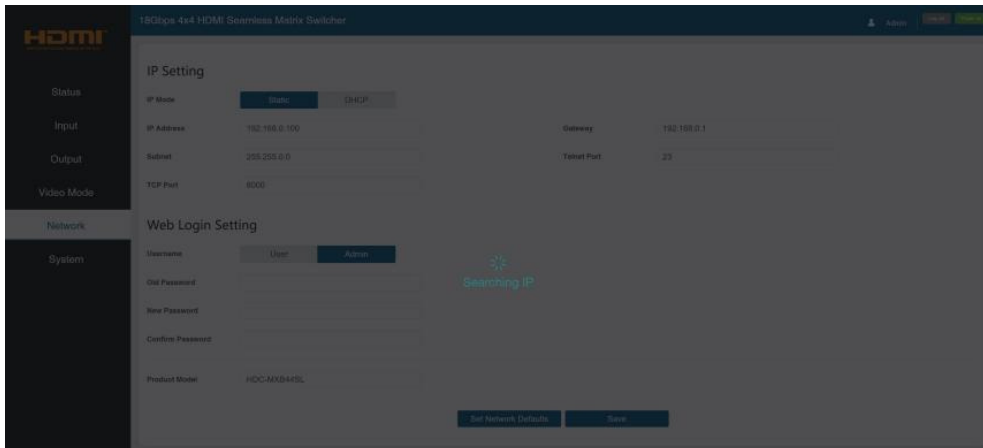 18Gbps 4x4 HDMI Seamless Matrix Switcher
Admin
HDMI
IP Setting
Status
IP Mode Static DHCP
Input
IP Address 192.168.0.100 Gateway 192.168.0.1
Output
Subnet 255.255.0.0 Telnet Port 23
Video Mode
TCP Port 8000
Network
Web Login Setting
System
Username User Admin
Old Password
Searching IP
New Password
Confirm Password
Product Model HDC-MXB44SL
Set Network Defaults Save